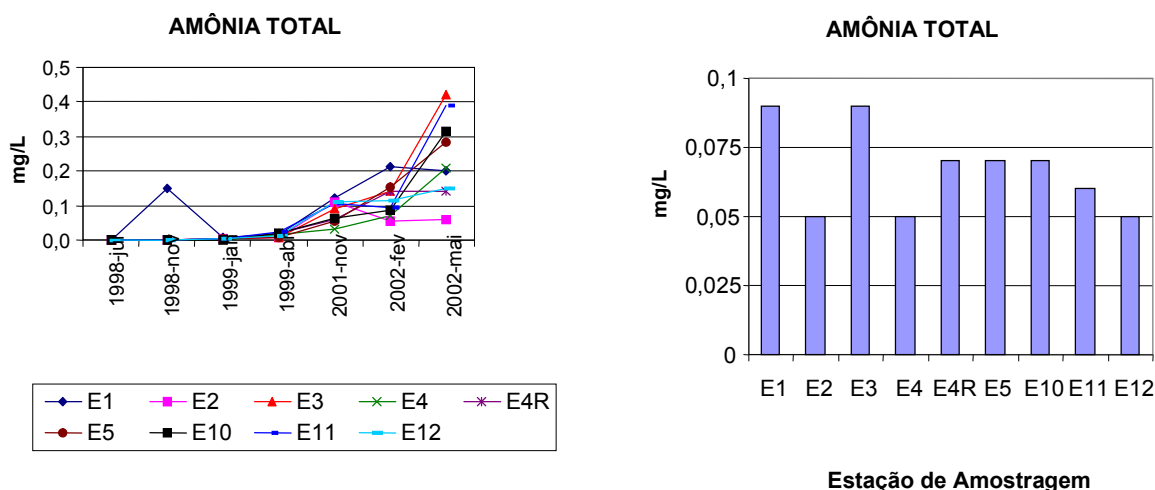 AMÔNIA TOTAL
0,5
0,4
0,3
0,2
0,1
0,0
mg/L
1998-jul
1998-nov
1999-jan
1999-abr
2001-nov
2002-fev
2002-mai
E1 E2 E3 E4 E4R
E5 E10 E11 E12
AMÔNIA TOTAL
0,1
0,075
0,05
0,025
0
mg/L
E1 E2 E3 E4 E4R E5 E10 E11 E12
Estação de Amostragem